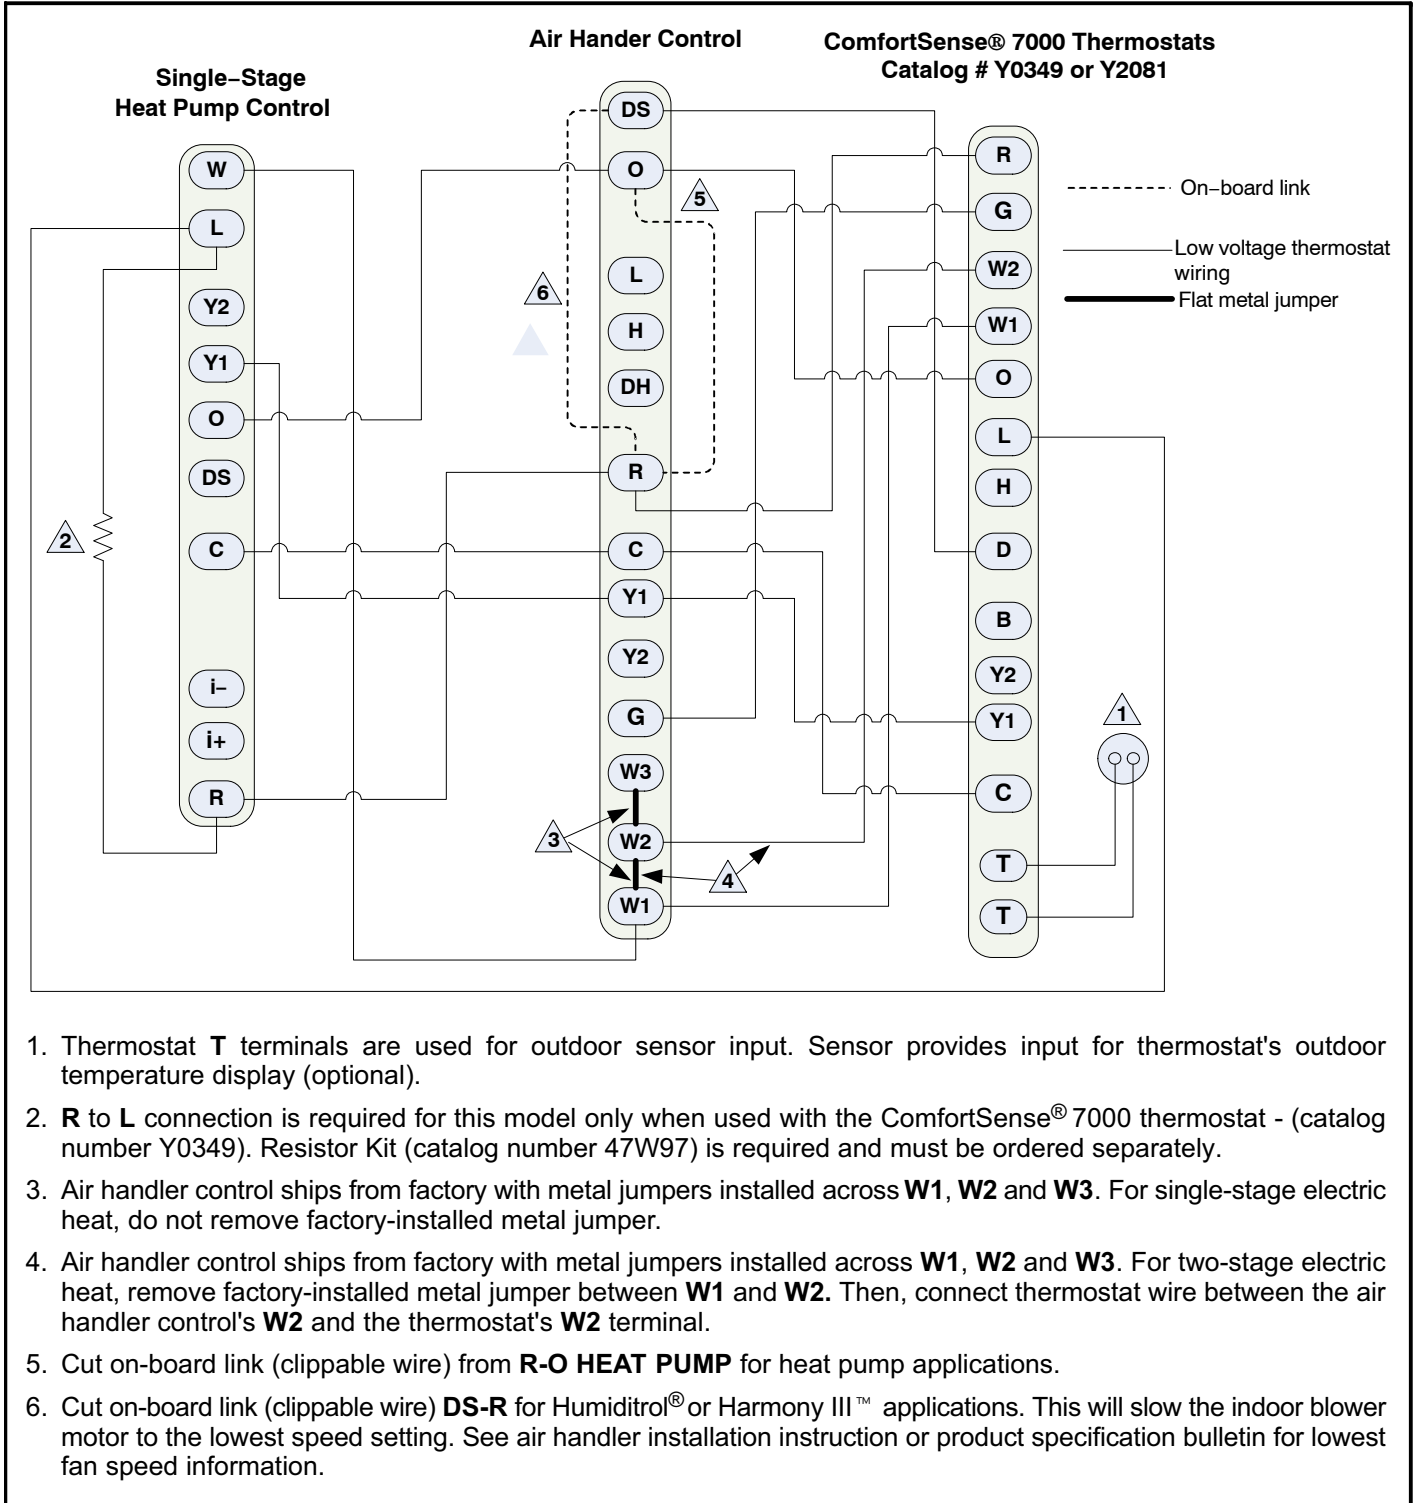 Air Hander Control
ComfortSense® 7000 Thermostats
Catalog # Y0349 or Y2081
Single−Stage
Heat Pump Control
W
L
Y2
Y1
O
DS
C
i−
i+
R
2
DS
O
L
H
DH
R
C
Y1
Y2
G
W3
W2
W1
5
6
3
4
R
G
W2
W1
O
L
H
D
B
Y2
Y1
C
T
T
1
On−board link
Low voltage thermostat
wiring
Flat metal jumper
1. Thermostat T terminals are used for outdoor sensor input. Sensor provides input for thermostat's outdoor
temperature display (optional).
2. R to L connection is required for this model only when used with the ComfortSense® 7000 thermostat - (catalog
number Y0349). Resistor Kit (catalog number 47W97) is required and must be ordered separately.
3. Air handler control ships from factory with metal jumpers installed across W1, W2 and W3. For single-stage electric
heat, do not remove factory-installed metal jumper.
4. Air handler control ships from factory with metal jumpers installed across W1, W2 and W3. For two-stage electric
heat, remove factory-installed metal jumper between W1 and W2. Then, connect thermostat wire between the air
handler control's W2 and the thermostat's W2 terminal.
5. Cut on-board link (clippable wire) from R-O HEAT PUMP for heat pump applications.
6. Cut on-board link (clippable wire) DS-R for Humiditrol® or Harmony III™ applications. This will slow the indoor blower
motor to the lowest speed setting. See air handler installation instruction or product specification bulletin for lowest
fan speed information.